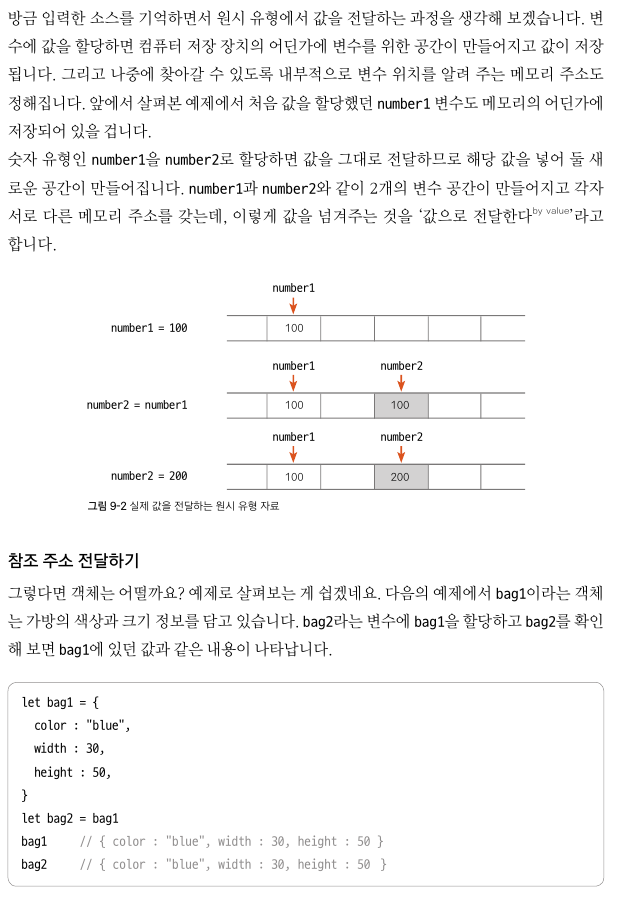 방금 입력한 소스를 기억하면서 원시 유형에서 값을 전달하는 과정을 생각해 보겠습니다. 변
수에 값을 할당하면 컴퓨터 저장 장치의 어딘가에 변수를 위한 공간이 만들어지고 값이 저장
됩니다. 그리고 나중에 찾아갈 수 있도록 내부적으로 변수 위치를 알려 주는 메모리 주소도
정해집니다. 앞에서 살펴본 예제에서 처음 값을 할당했던 number1 변수도 메모리의 어딘가에
저장되어 있을 겁니다.
숫자 유형인 number1을 number2로 할당하면 값을 그대로 전달하므로 해당 값을 넣어 둘 새
로운 공간이 만들어집니다. number1과 number2와 같이 2개의 변수 공간이 만들어지고 각자
서로 다른 메모리 주소를 갖는데, 이렇게 값을 넘겨주는 것을 ‘값으로 전달한다by value’라고
합니다.
number1
number1 = 100 100
number1 number2
number2 = number1 100 100
number1 number2
number2 = 200 100 200
그림 9-2 실제 값을 전달하는 원시 유형 자료
참조 주소 전달하기
그렇다면 객체는 어떨까요? 예제로 살펴보는 게 쉽겠네요. 다음의 예제에서 bag1이라는 객체
는 가방의 색상과 크기 정보를 담고 있습니다. bag2라는 변수에 bag1을 할당하고 bag2를 확인
해 보면 bag1에 있던 값과 같은 내용이 나타납니다.
let bag1 = {
color : "blue",
width : 30,
height : 50,
}
let bag2 = bag1
bag1 // { color : "blue", width : 30, height : 50 }
bag2 // { color : "blue", width : 30, height : 50 }